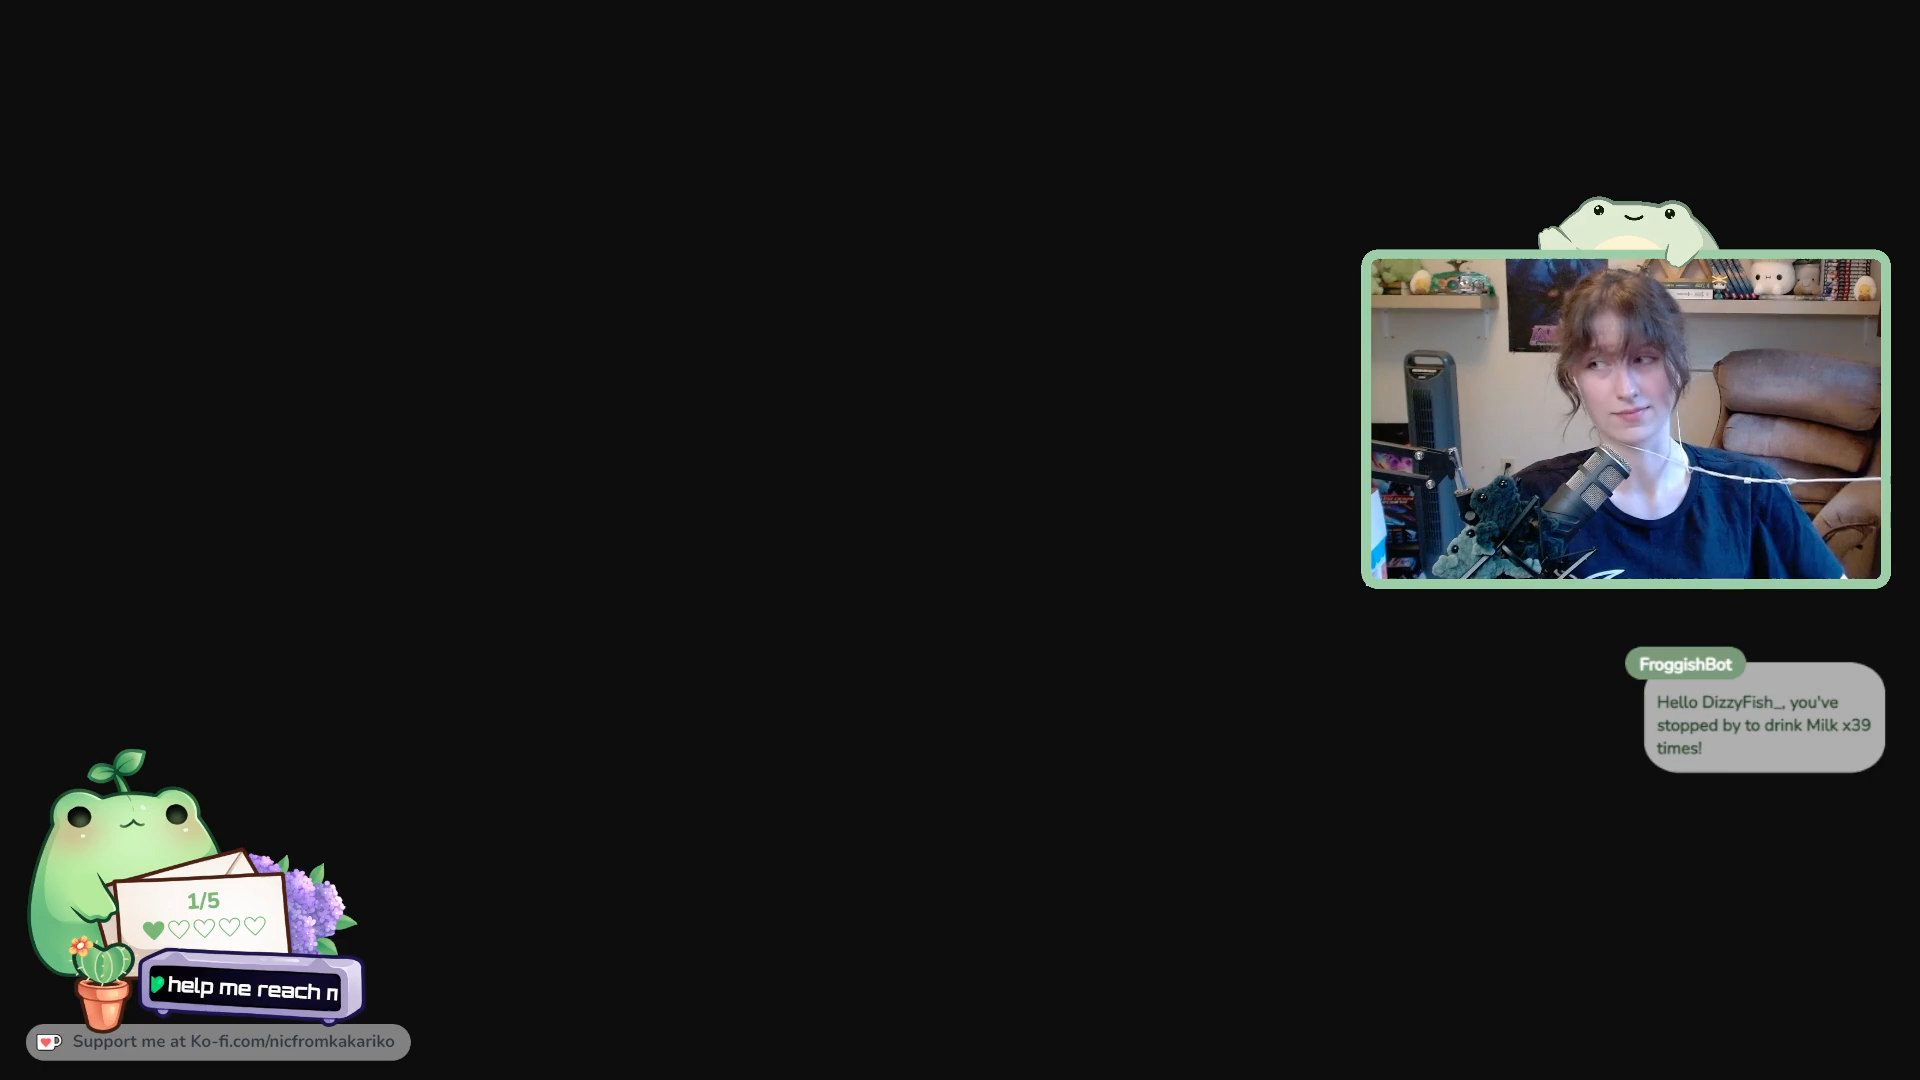 FroggishBot
Hello DizzyFish_, you've
stopped by to drink Milk x39
times!
1/5
help me reach
Support me at Ko-fi.com/nicfromkakariko